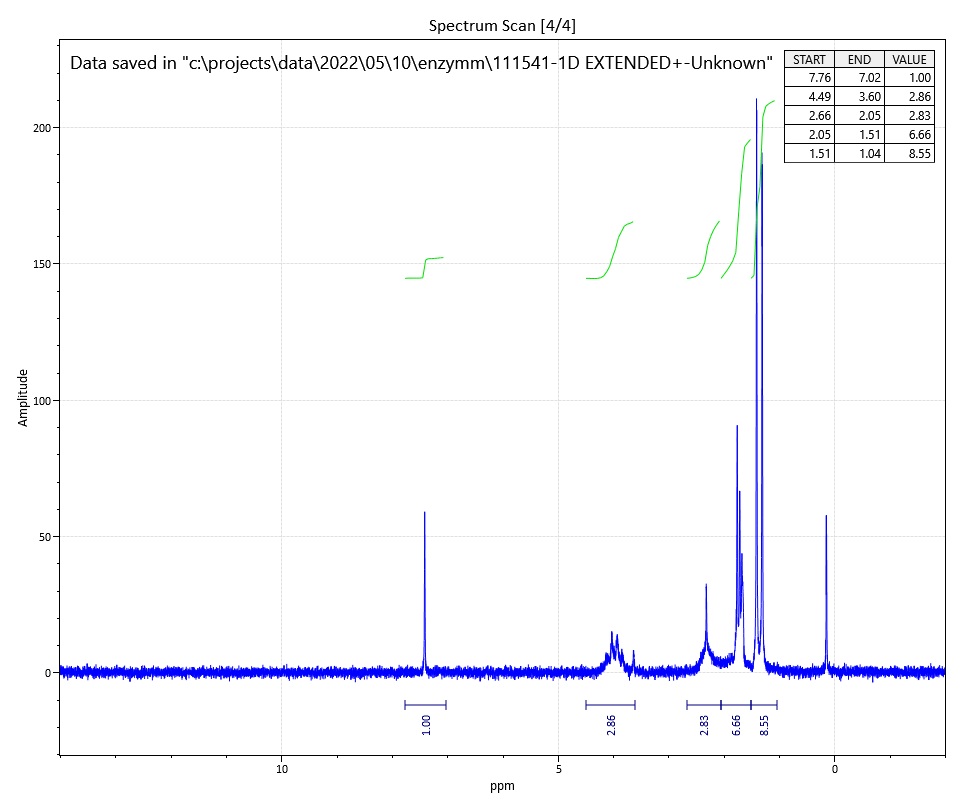 Spectrum Scan [4/4]
Data saved in "c:\projects\data\2022\05\10\enzymm\111541-1D EXTENDED+-Unknown"
START END VALUE
7.76 7.02 1.00
4.49 3.60 2.86
2.66 2.05 2.83
2.05 1.51 6.66
1.51 1.04 8.55
Amplitude
200
150
100
50
0
1.00
2.86
2.83
6.66
8.55
10 5 0
ppm